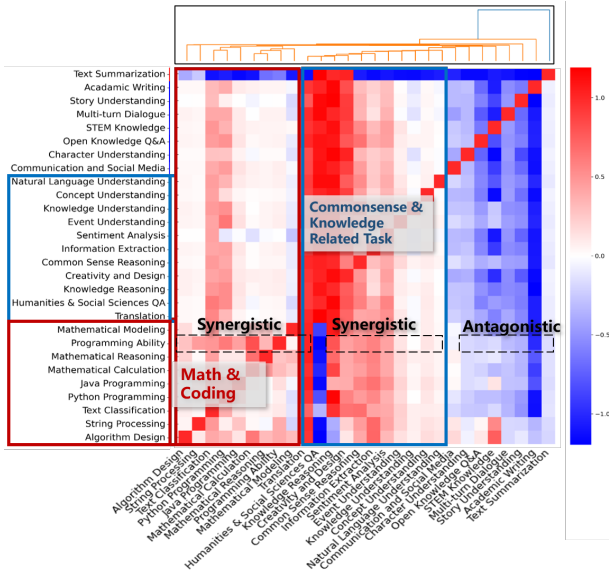 Text Summarization
Academic Writing
Story Understanding
Multi-turn Dialogue
STEM Knowledge
Open Knowledge Q&A
Character Understanding
Communication and Social Media
Natural Language Understanding
Concept Understanding
Knowledge Understanding
Event Understanding
Sentiment Analysis
Information Extraction
Common Sense Reasoning
Creativity and Design
Knowledge Reasoning
Humanities & Social Sciences QA
Translation
Mathematical Modeling
Programming Ability
Mathematical Reasoning
Mathematical Calculation
Java Programming
Python Programming
Text Classification
String Processing
Algorithm Design
Commonsense &
Knowledge
Related Task
Synergistic
Synergistic
Antagonistic
Math &
Coding
1.0
0.5
0.0
−0.5
−1.0
Algorithm Design
String Processing
Text Classification
Python Programming
Java Programming
Mathematical Calculation
Mathematical Reasoning
Programming Ability
Mathematical Modeling
Translation
Humanities & Social Sciences QA
Knowledge Reasoning
Creativity and Design
Common Sense Reasoning
Information Extraction
Sentiment Analysis
Event Understanding
Knowledge Understanding
Concept Understanding
Natural Language Understanding
Communication and Social Media
Character Understanding
Open Knowledge Q&A
STEM Knowledge
Multi-turn Dialogue
Story Understanding
Academic Writing
Text Summarization